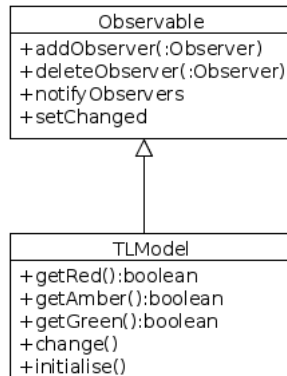 Observable
+addObserver(:Observer)
+deleteObserver(:Observer)
+notifyObservers
+setChanged
TLModel
+getRed():boolean
+getAmber():boolean
+getGreen():boolean
+change()
+initialise()